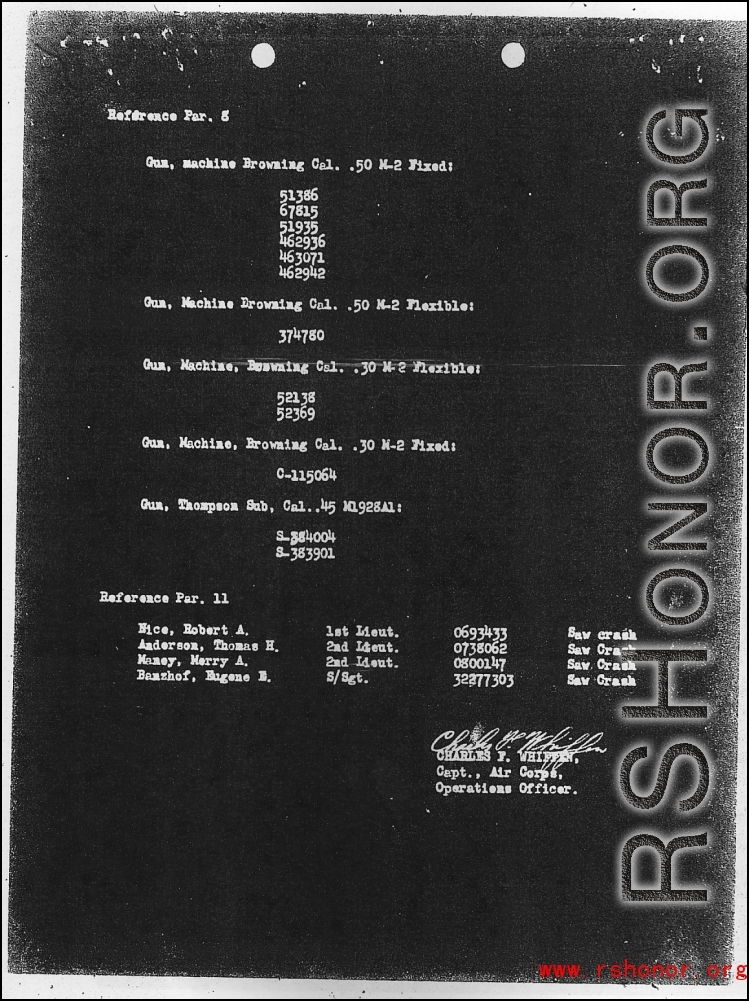 Reference Par. 8
Gun, machine Browning Cal. .50 M-2 Fixed:
51386
67815
51935
462936
463071
462942
Gun, Machine Browning Cal. .50 M-2 Flexible:
374780
Gun, Machine, Browning Cal. .30 M-2 Flexible:
52138
52369
Gun, Machine, Browning Cal. .30 M-2 Fixed:
C-115064
Gun, Thompson Sub, Cal..45 M1928A1:
S-384004
S-383901
Reference Par. 11
Nice, Robert A. 1st Lieut. 0693433 Saw crash
Anderson, Thomas H. 2nd Lieut. 0738062 Saw Crash
Maney, Merry A. 2nd Lieut. 0800147 Saw Crash
Banzhof, Eugene E. S/Sgt. 32277303 Saw Crash
Charles F. Whiffen
CHARLES F. WHIFFEN,
Capt., Air Corps,
Operations Officer.
RSHONOR.ORG
www.rshonor.org